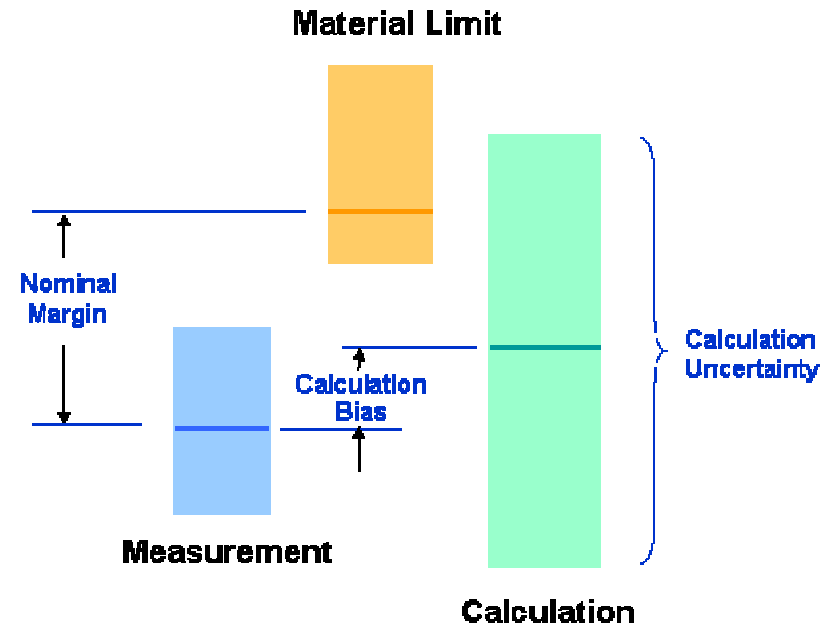 Material Limit
Nominal
Margin
Calculation
Bias
Calculation
Uncertainty
Measurement
Calculation